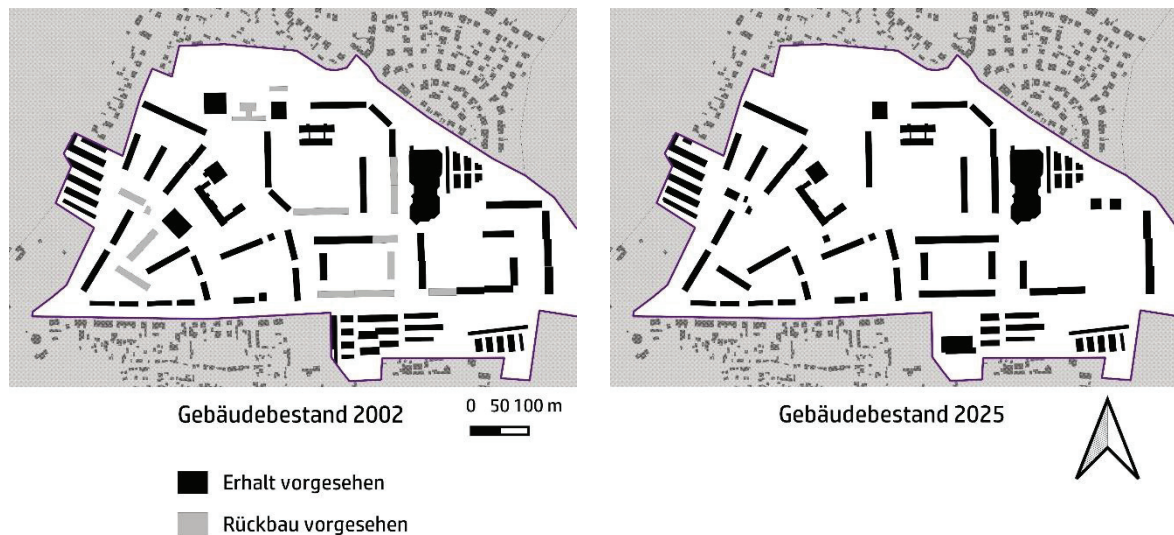 Gebäudebestand 2002
0 50 100 m
Gebäudebestand 2025
Erhalt vorgesehen
Rückbau vorgesehen